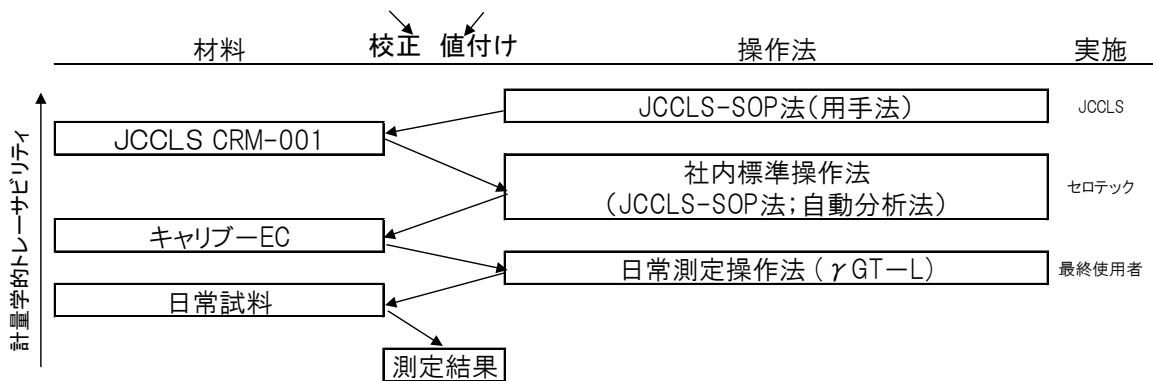 材料 校正 値付け 操作法 実施
JCCLS-SOP法(用手法) JCCLS
JCCLS CRM-001
社内標準操作法
(JCCLS-SOP法;自動分析法) セロテック
キャリブーEC
日常測定操作法(γGT-L) 最終使用者
日常試料
測定結果
計量学的トレーサビリティ